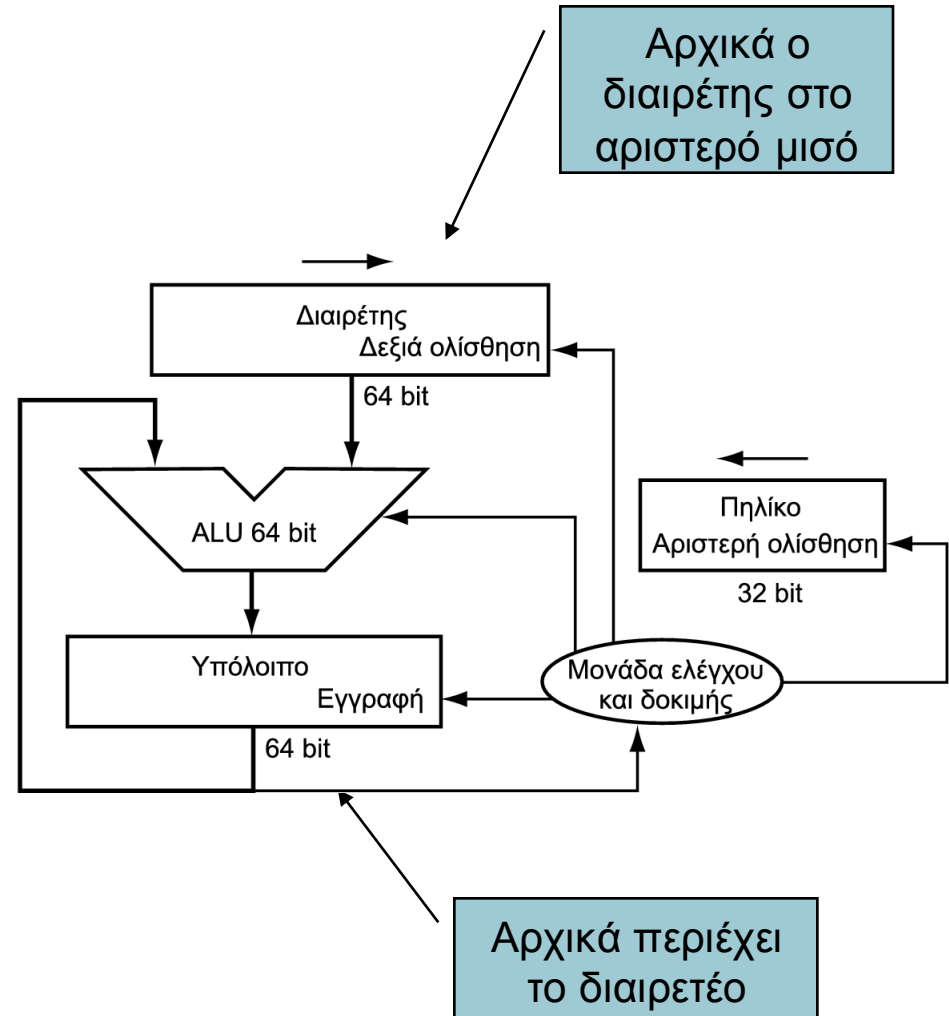 Αρχικά ο
διαιρέτης στο
αριστερό μισό
Διαιρέτης
Δεξιά ολίσθηση
64 bit
ALU 64 bit
Πηλίκο
Αριστερή ολίσθηση
32 bit
Υπόλοιπο
Εγγραφή
64 bit
Μονάδα ελέγχου
και δοκιμής
Αρχικά περιέχει
το διαιρετέο